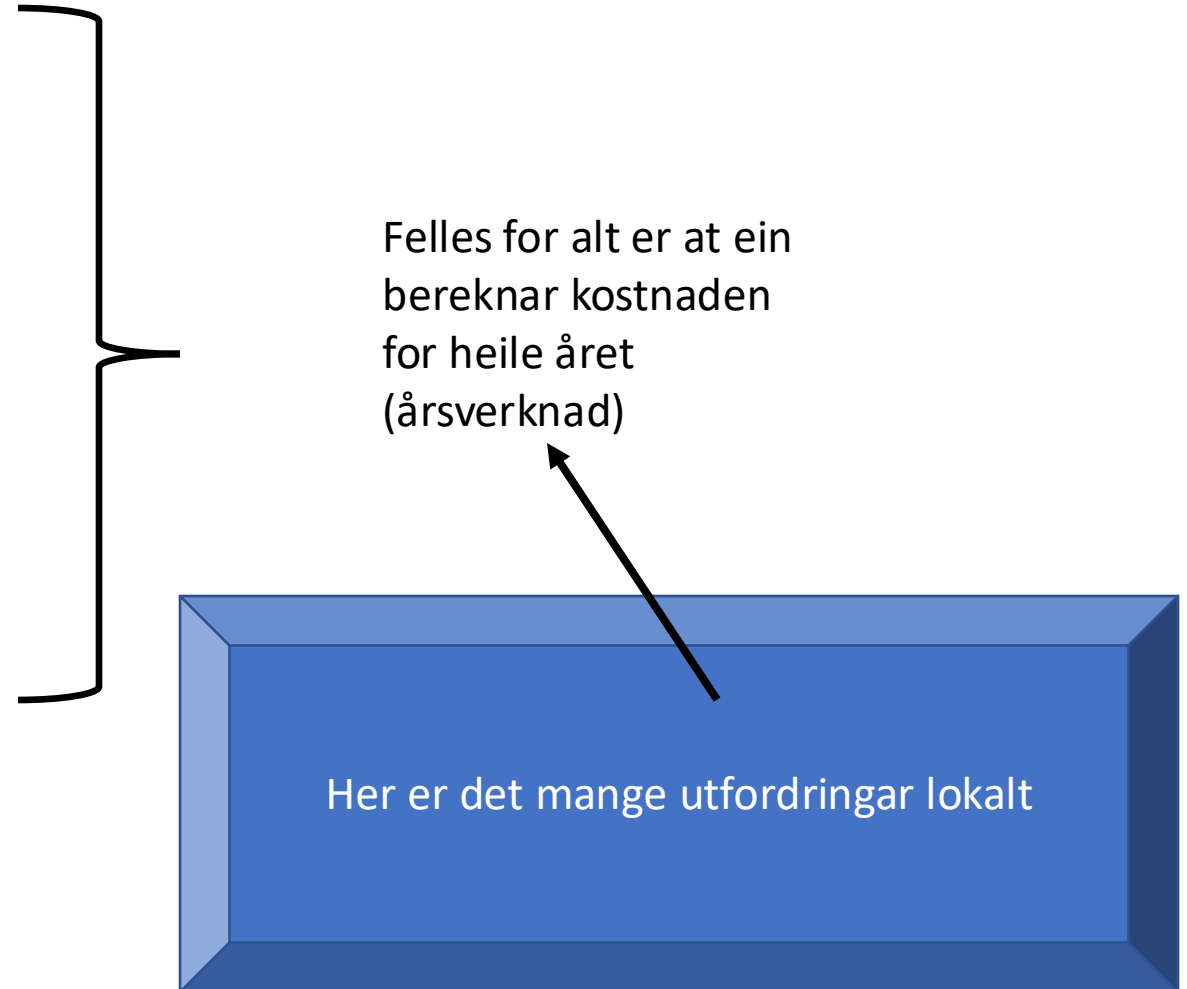 Felles for alt er at ein
bereknar kostnaden
for heile året
(årsverknad)
Her er det mange utfordringar lokalt